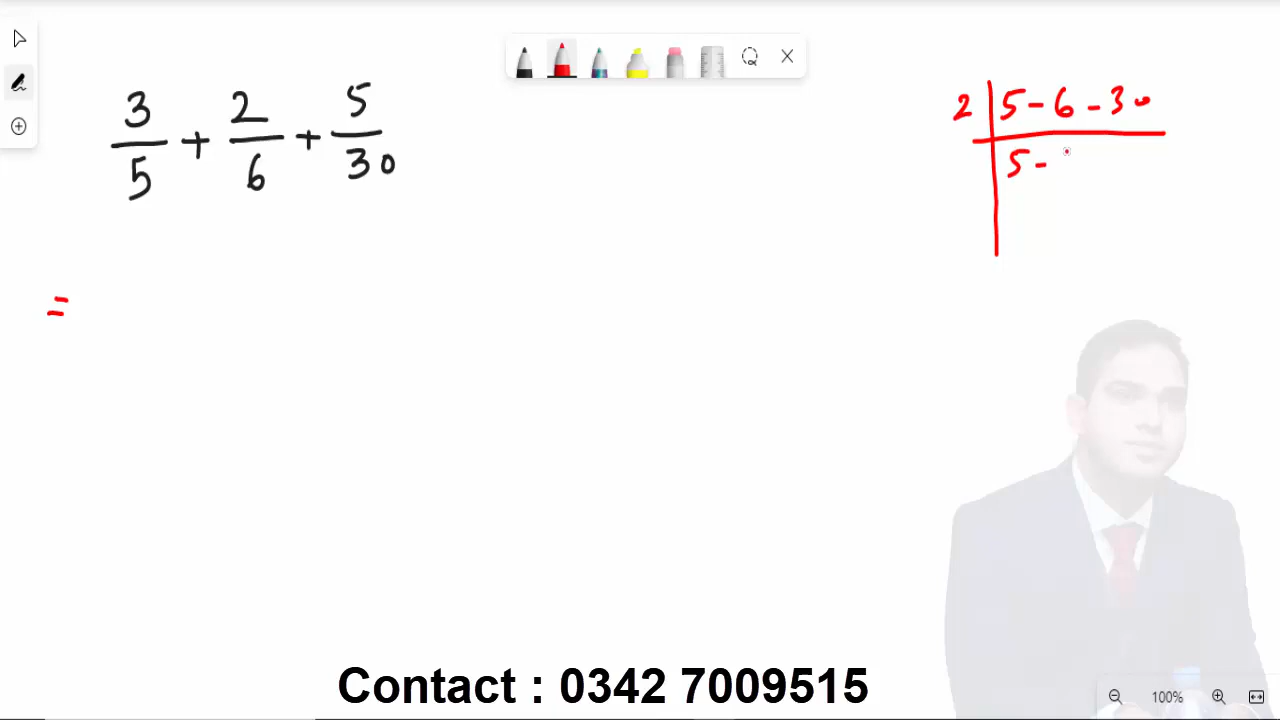 3/5 + 2/6 + 5/30
2 | 5 - 6 - 30
5 -
=
Contact : 0342 7009515
100%